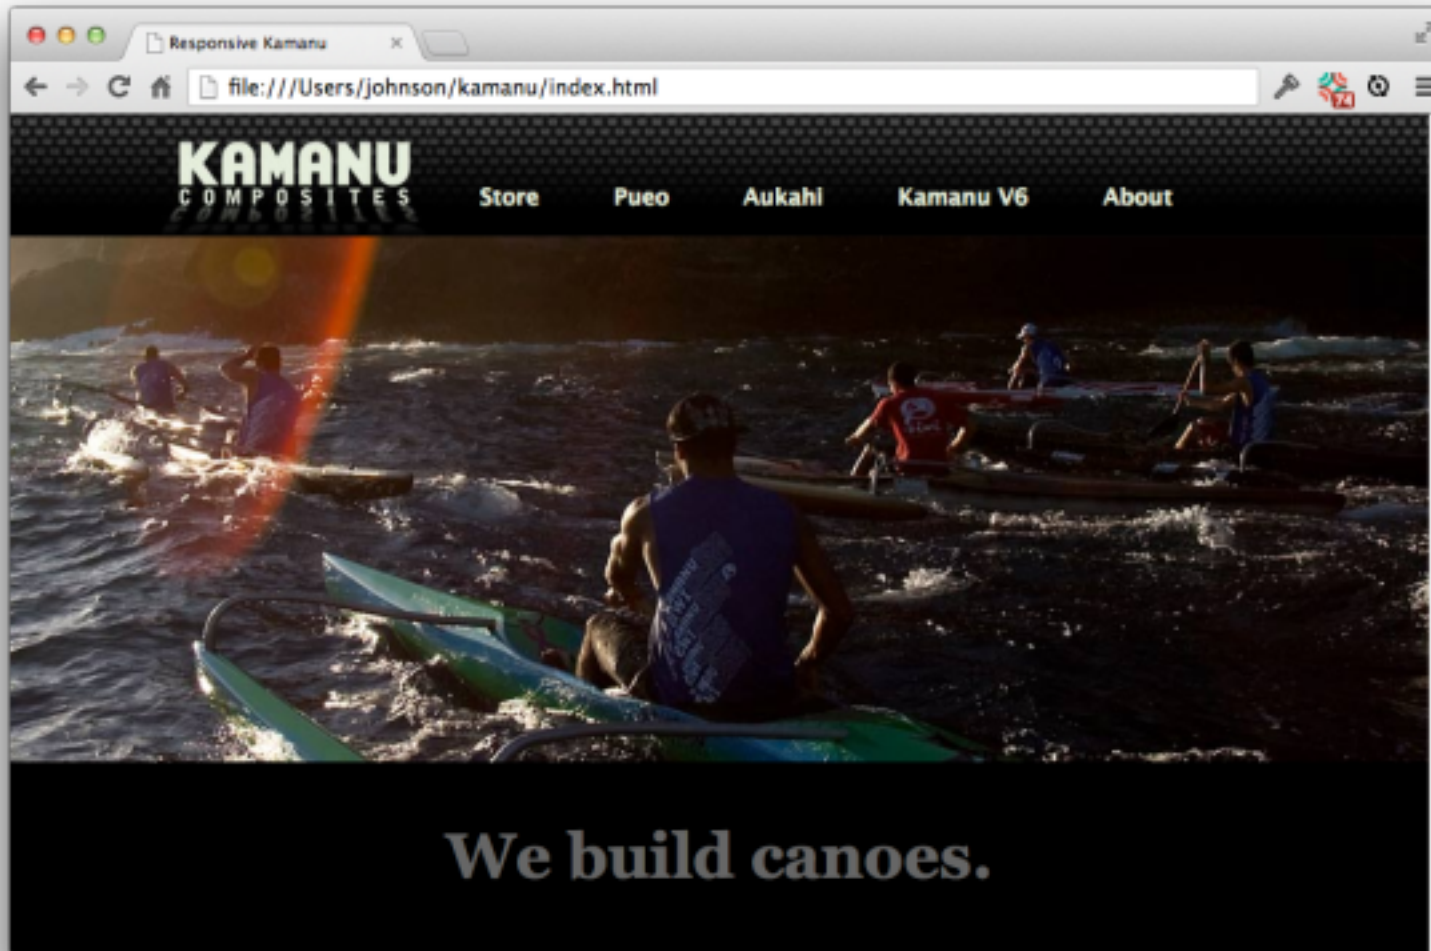 Responsive Kamanu
file:///Users/johnson/kamanu/index.html
74
KAMANU
COMPOSITES
Store Pueo Aukahi Kamanu V6 About
We build canoes.